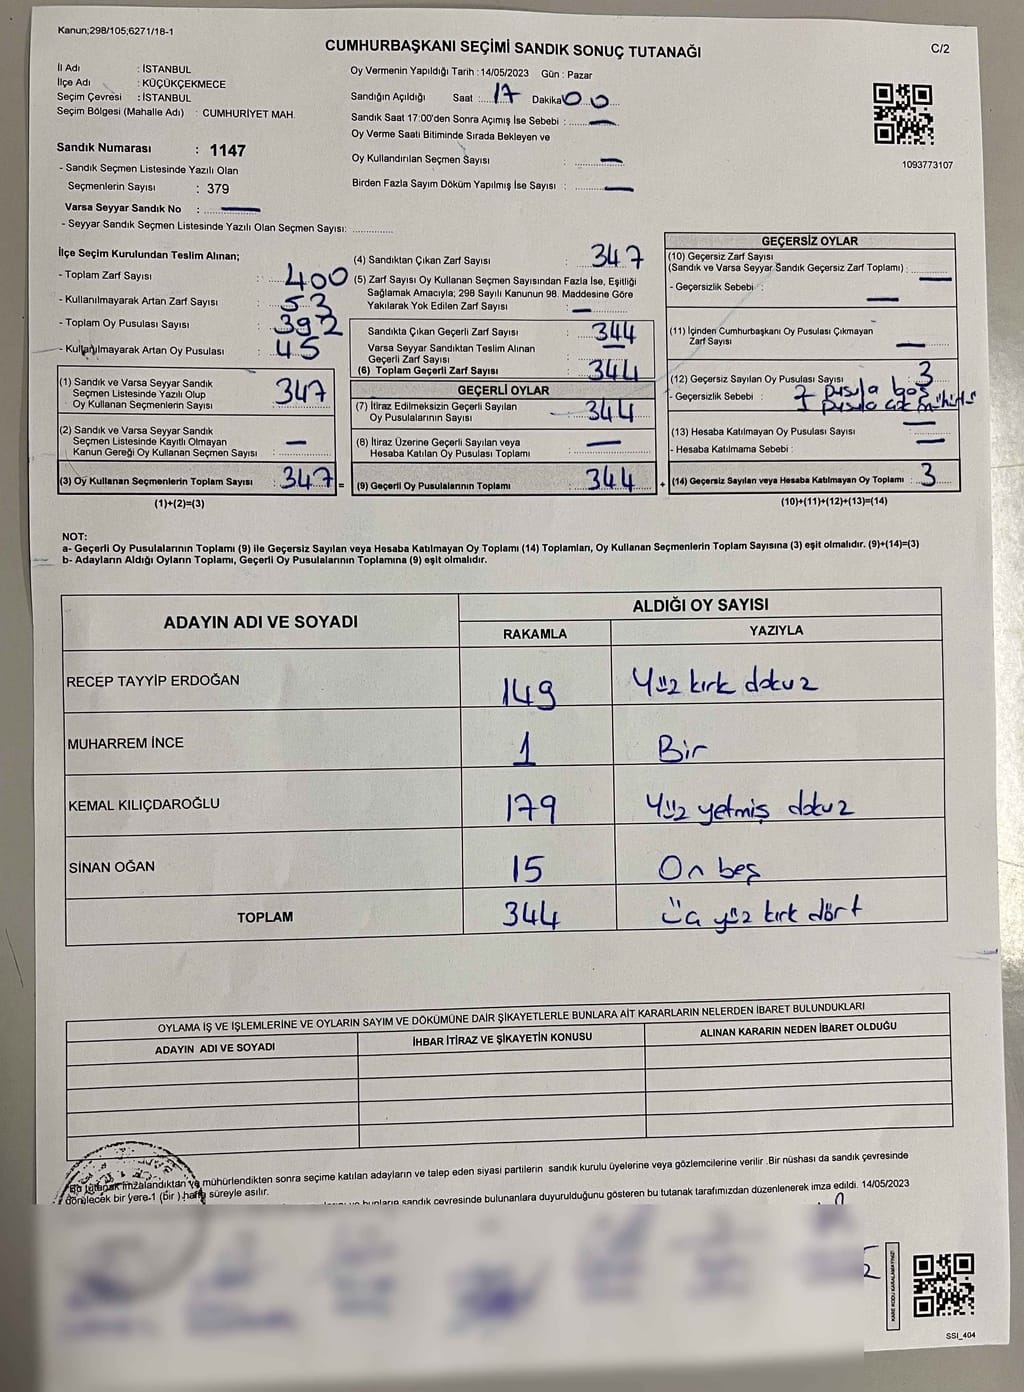 Kanun;298/105;6271/18-1
CUMHURBAŞKANI SEÇİMİ SANDIK SONUÇ TUTANAĞI
C/2
İl Adı : İSTANBUL
İlçe Adı : KÜÇÜKÇEKMECE
Seçim Çevresi : İSTANBUL
Seçim Bölgesi (Mahalle Adı) : CUMHURİYET MAH.
Sandık Numarası : 1147
- Sandık Seçmen Listesinde Yazılı Olan
Seçmenlerin Sayısı : 379
Varsa Seyyar Sandık No : —
- Seyyar Sandık Seçmen Listesinde Yazılı Olan Seçmen Sayısı:
Oy Vermenin Yapıldığı Tarih : 14/05/2023 Gün : Pazar
Sandığın Açıldığı Saat : 17 Dakika 00
Sandık Saat 17:00'den Sonra Açımış İse Sebebi : —
Oy Verme Saati Bitiminde Sırada Bekleyen ve
Oy Kullandırılan Seçmen Sayısı : —
Birden Fazla Sayım Döküm Yapılmış İse Sayısı : —
1093773107
İlçe Seçim Kurulundan Teslim Alınan;
- Toplam Zarf Sayısı : 400
- Kullanılmayarak Artan Zarf Sayısı : 53
- Toplam Oy Pusulası Sayısı : 392
- Kullanılmayarak Artan Oy Pusulası : 45
(1) Sandık ve Varsa Seyyar Sandık
Seçmen Listesinde Yazılı Olup
Oy Kullanan Seçmenlerin Sayısı : 347
(2) Sandık ve Varsa Seyyar Sandık
Seçmen Listesinde Kayıtlı Olmayan
Kanun Gereği Oy Kullanan Seçmen Sayısı : —
(3) Oy Kullanan Seçmenlerin Toplam Sayısı : 347 =
(1)+(2)=(3)
(4) Sandıktan Çıkan Zarf Sayısı : 347
(5) Zarf Sayısı Oy Kullanan Seçmen Sayısından Fazla İse, Eşitliği
Sağlamak Amacıyla; 298 Sayılı Kanunun 98. Maddesine Göre
Yakılarak Yok Edilen Zarf Sayısı : —
Sandıkta Çıkan Geçerli Zarf Sayısı : 344
Varsa Seyyar Sandıktan Teslim Alınan
Geçerli Zarf Sayısı : —
(6) Toplam Geçerli Zarf Sayısı : 344
GEÇERLİ OYLAR
(7) İtiraz Edilmeksizin Geçerli Sayılan
Oy Pusulalarının Sayısı : 344
(8) İtiraz Üzerine Geçerli Sayılan veya
Hesaba Katılan Oy Pusulası Toplamı : —
(9) Geçerli Oy Pusulalarının Toplamı : 344 +
GEÇERSİZ OYLAR
(10) Geçersiz Zarf Sayısı
(Sandık ve Varsa Seyyar Sandık Geçersiz Zarf Toplamı) : —
- Geçersizlik Sebebi : —
(11) İçinden Cumhurbaşkanı Oy Pusulası Çıkmayan
Zarf Sayısı : —
(12) Geçersiz Sayılan Oy Pusulası Sayısı : 3
- Geçersizlik Sebebi : pusula boş
pusula
(13) Hesaba Katılmayan Oy Pusulası Sayısı : —
- Hesaba Katılmama Sebebi : —
(14) Geçersiz Sayılan veya Hesaba Katılmayan Oy Toplamı : 3
(10)+(11)+(12)+(13)=(14)
NOT:
a- Geçerli Oy Pusulalarının Toplamı (9) ile Geçersiz Sayılan veya Hesaba Katılmayan Oy Toplamı (14) Toplamları, Oy Kullanan Seçmenlerin Toplam Sayısına (3) eşit olmalıdır. (9)+(14)=(3)
b- Adayların Aldığı Oyların Toplamı, Geçerli Oy Pusulalarının Toplamına (9) eşit olmalıdır.
ADAYIN ADI VE SOYADI
ALDIĞI OY SAYISI
RAKAMLA YAZIYLA
RECEP TAYYİP ERDOĞAN 149 Yüz kırk dokuz
MUHARREM İNCE 1 Bir
KEMAL KILIÇDAROĞLU 179 Yüz yetmiş dokuz
SİNAN OĞAN 15 On beş
TOPLAM 344 üç yüz kırk dört
OYLAMA İŞ VE İŞLEMLERİNE VE OYLARIN SAYIM VE DÖKÜMÜNE DAİR ŞİKAYETLERLE BUNLARA AİT KARARLARIN NELERDEN İBARET BULUNDUKLARI
ADAYIN ADI VE SOYADI İHBAR İTİRAZ VE ŞİKAYETİN KONUSU ALINAN KARARIN NEDEN İBARET OLDUĞU
Bu tutanak imzalandıktan ve mühürlendikten sonra seçime katılan adayların ve talep eden siyasi partilerin sandık kurulu üyelerine veya gözlemcilerine verilir .Bir nüshası da sandık çevresinde
görülecek bir yere 1 (bir ) hafta süreyle asılır.
bunların sandık çevresinde bulunanlara duyurulduğunu gösteren bu tutanak tarafımızdan düzenlenerek imza edildi. 14/05/2023
KARE KODU KARALAMAYINIZ!
SSI_404